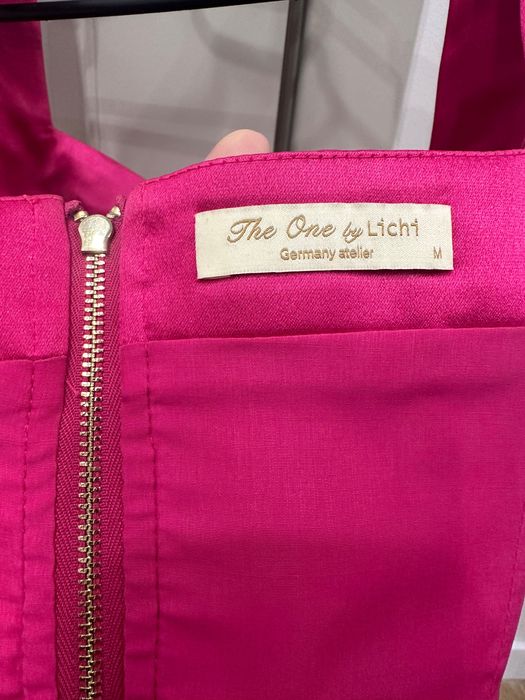 The One by Lichi
Germany atelier M